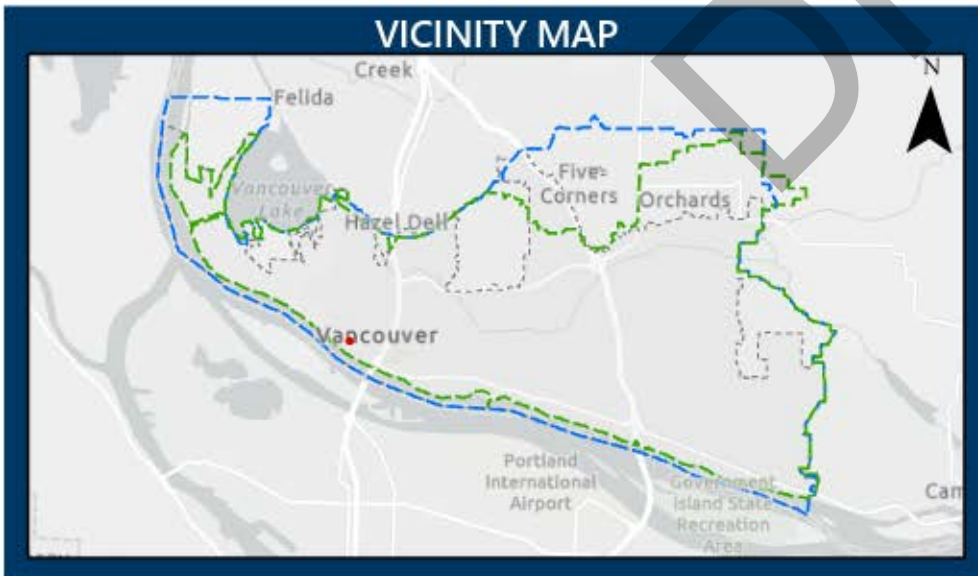 VICINITY MAP
Creek
N
Felida
Vancouver
Lake
Five
Corners
Orchards
Hazel Dell
Vancouver
Portland
International
Airport
Government
Island State
Recreation
Area
Cam